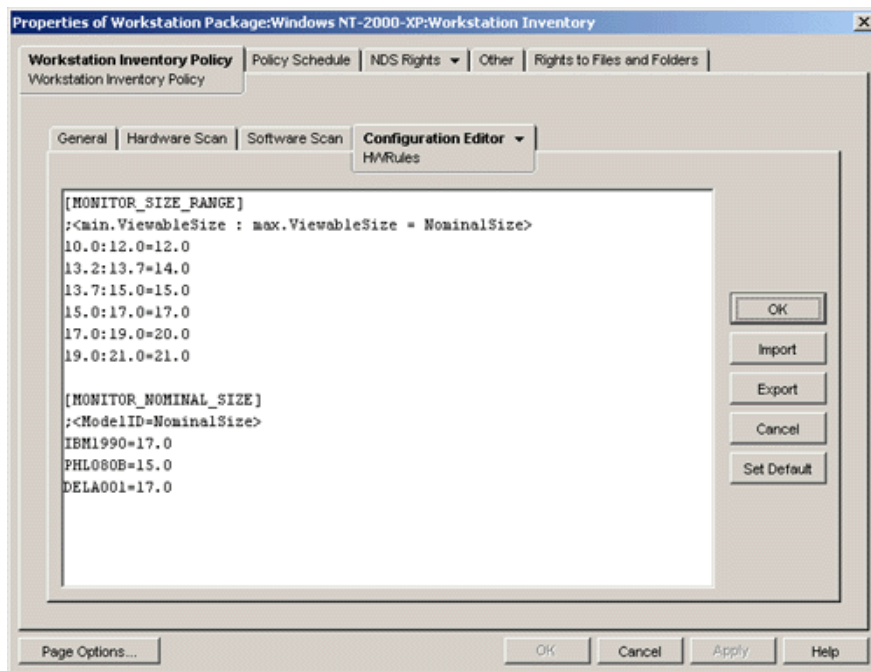 Properties of Workstation Package:Windows NT-2000-XP:Workstation Inventory
Workstation Inventory Policy Policy Schedule NDS Rights Other Rights to Files and Folders
Workstation Inventory Policy
General Hardware Scan Software Scan Configuration Editor
HWRules
[MONITOR_SIZE_RANGE]
;<min.ViewableSize : max.ViewableSize = NominalSize>
10.0:12.0=12.0
13.2:13.7=14.0
13.7:15.0=15.0
15.0:17.0=17.0
17.0:19.0=20.0
19.0:21.0=21.0
[MONITOR_NOMINAL_SIZE]
;<ModelID=NominalSize>
IBM1990=17.0
PHL080B=15.0
DELA001=17.0
OK
Import
Export
Cancel
Set Default
Page Options... OK Cancel Apply Help